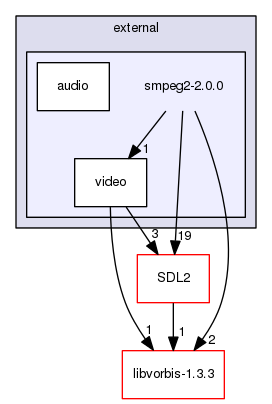 external
audio
smpeg2-2.0.0
1
video
3
19
SDL2
1
1
2
libvorbis-1.3.3